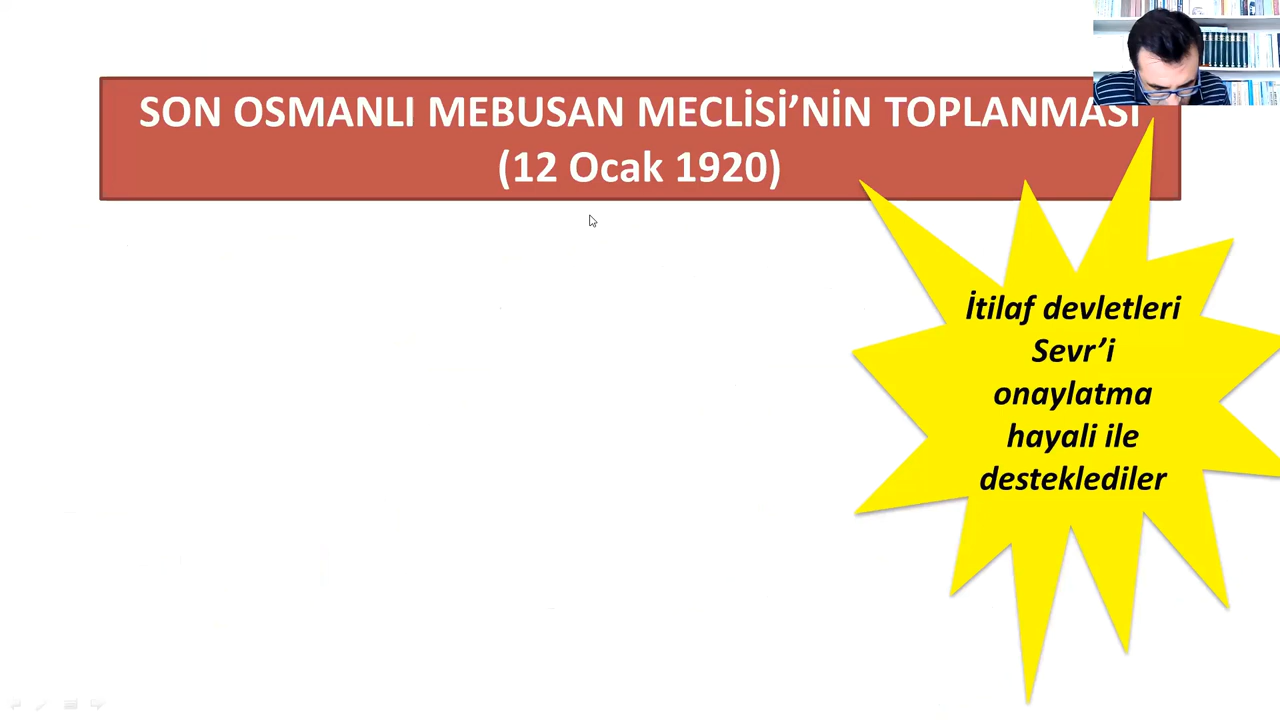 SON OSMANLI MEBUSAN MECLİSİ’NİN TOPLANMASI
(12 Ocak 1920)
İtilaf devletleri
Sevr’i
onaylatma
hayali ile
desteklediler